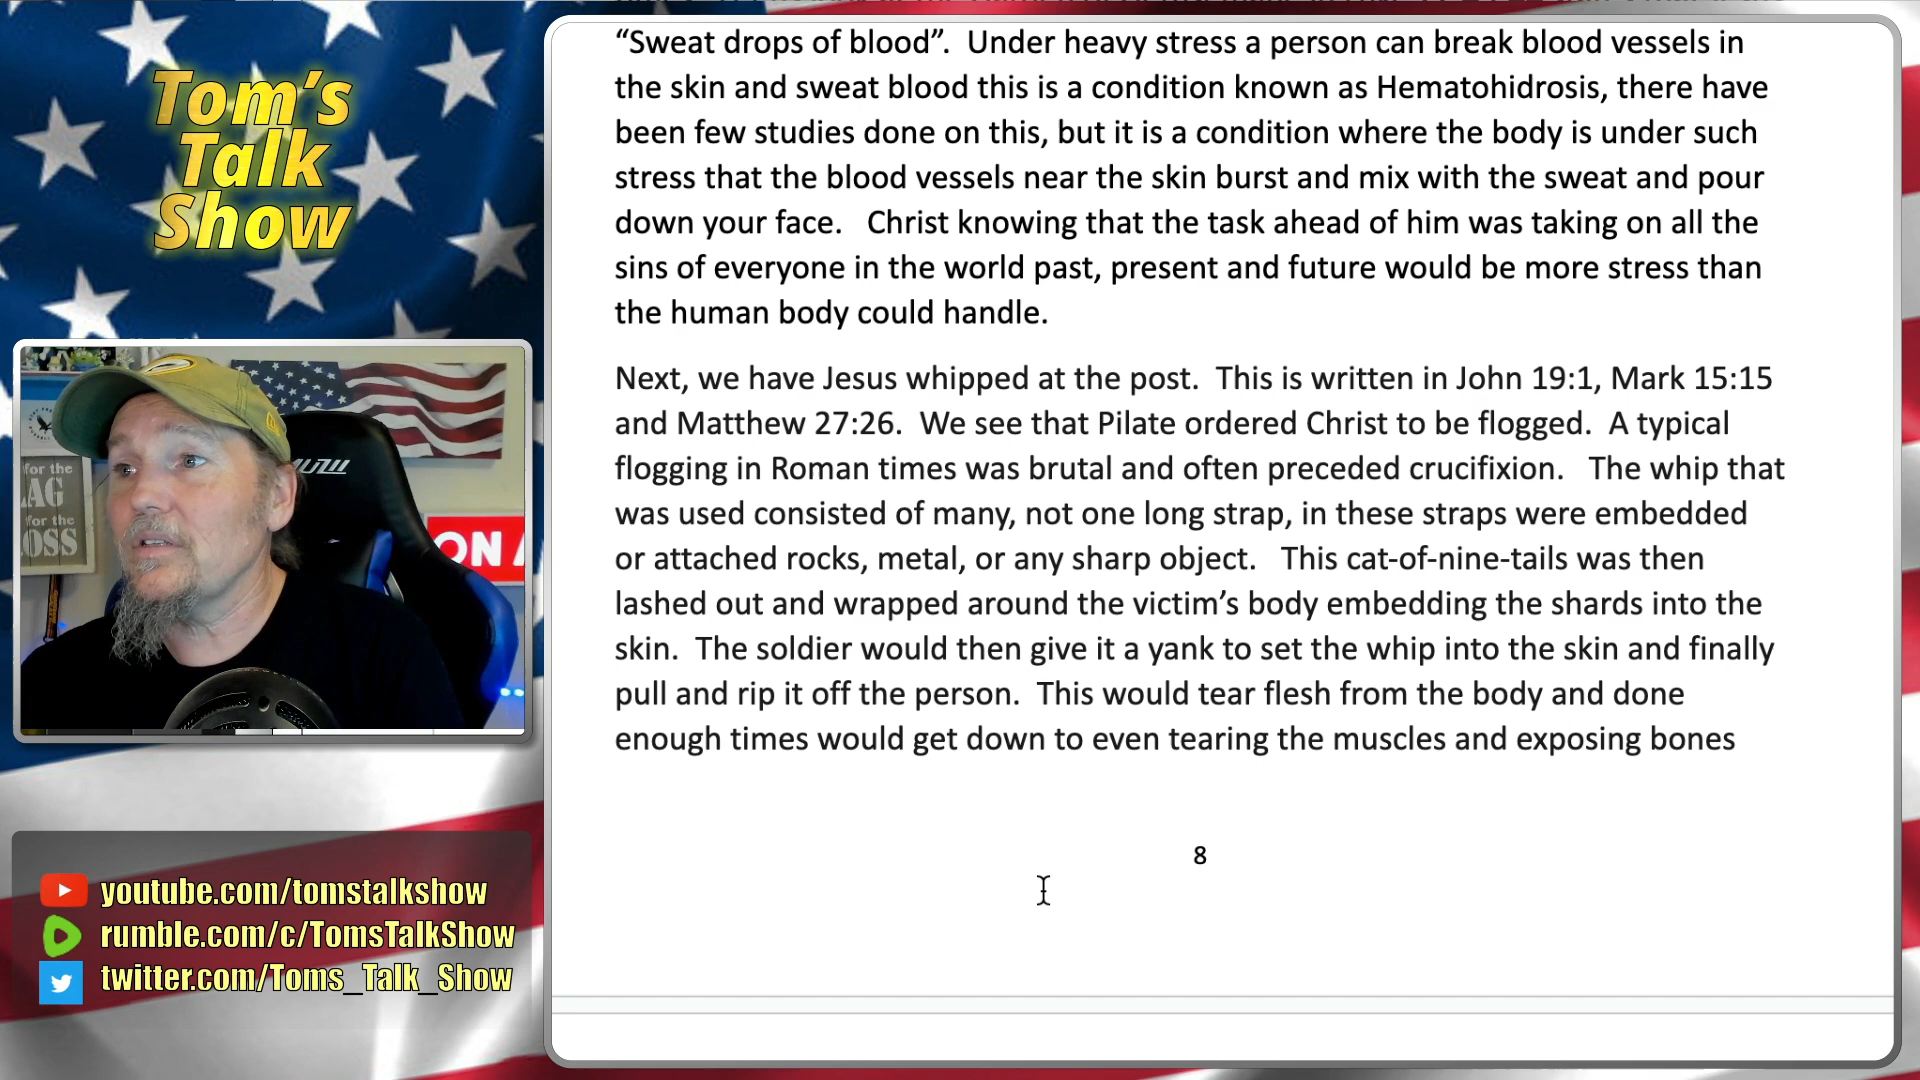 Tom's
Talk
Show
for the
AG
for the
OSS
ON A
youtube.com/tomstalkshow
rumble.com/c/TomsTalkShow
twitter.com/Toms_Talk_Show
“Sweat drops of blood”.  Under heavy stress a person can break blood vessels in
the skin and sweat blood this is a condition known as Hematohidrosis, there have
been few studies done on this, but it is a condition where the body is under such
stress that the blood vessels near the skin burst and mix with the sweat and pour
down your face.   Christ knowing that the task ahead of him was taking on all the
sins of everyone in the world past, present and future would be more stress than
the human body could handle.
Next, we have Jesus whipped at the post.  This is written in John 19:1, Mark 15:15
and Matthew 27:26.  We see that Pilate ordered Christ to be flogged.  A typical
flogging in Roman times was brutal and often preceded crucifixion.   The whip that
was used consisted of many, not one long strap, in these straps were embedded
or attached rocks, metal, or any sharp object.   This cat-of-nine-tails was then
lashed out and wrapped around the victim’s body embedding the shards into the
skin.  The soldier would then give it a yank to set the whip into the skin and finally
pull and rip it off the person.  This would tear flesh from the body and done
enough times would get down to even tearing the muscles and exposing bones
8